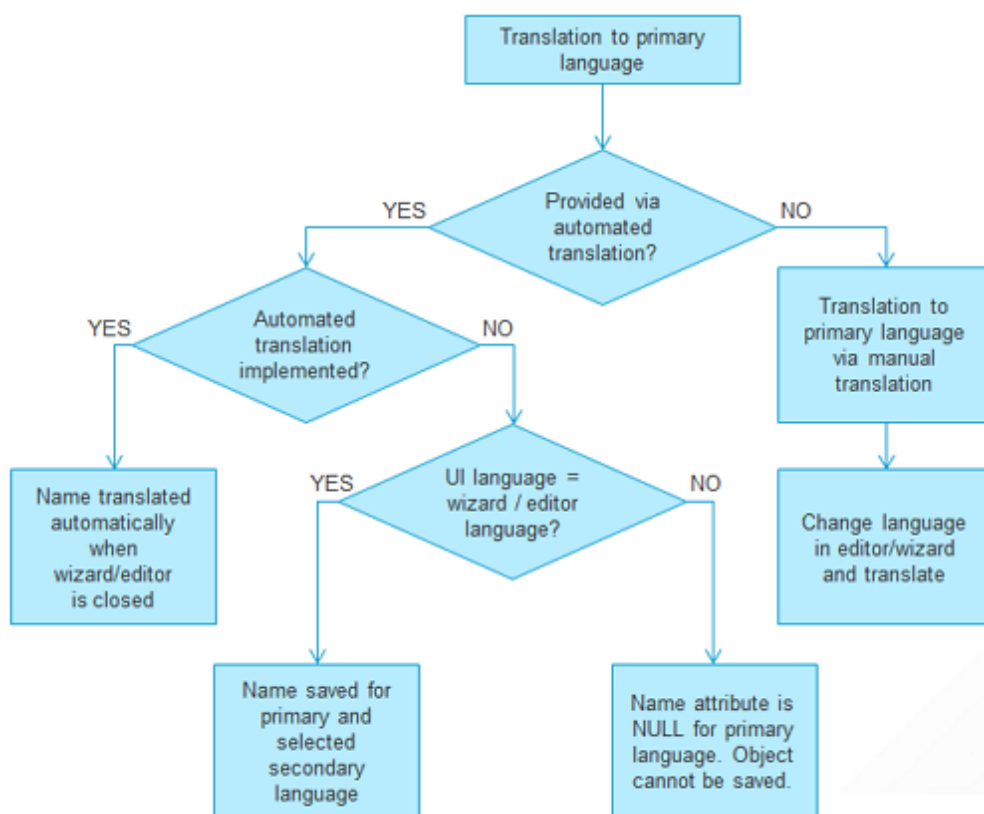 Translation to primary
language
YES
Provided via
automated
translation?
NO
YES
Automated
translation
implemented?
NO
Translation to
primary language
via manual
translation
Name translated
automatically
when
wizard/editor
is closed
YES
UI language =
wizard / editor
language?
NO
Change language
in editor/wizard
and translate
Name saved for
primary and
selected
secondary
language
Name attribute is
NULL for primary
language. Object
cannot be saved.